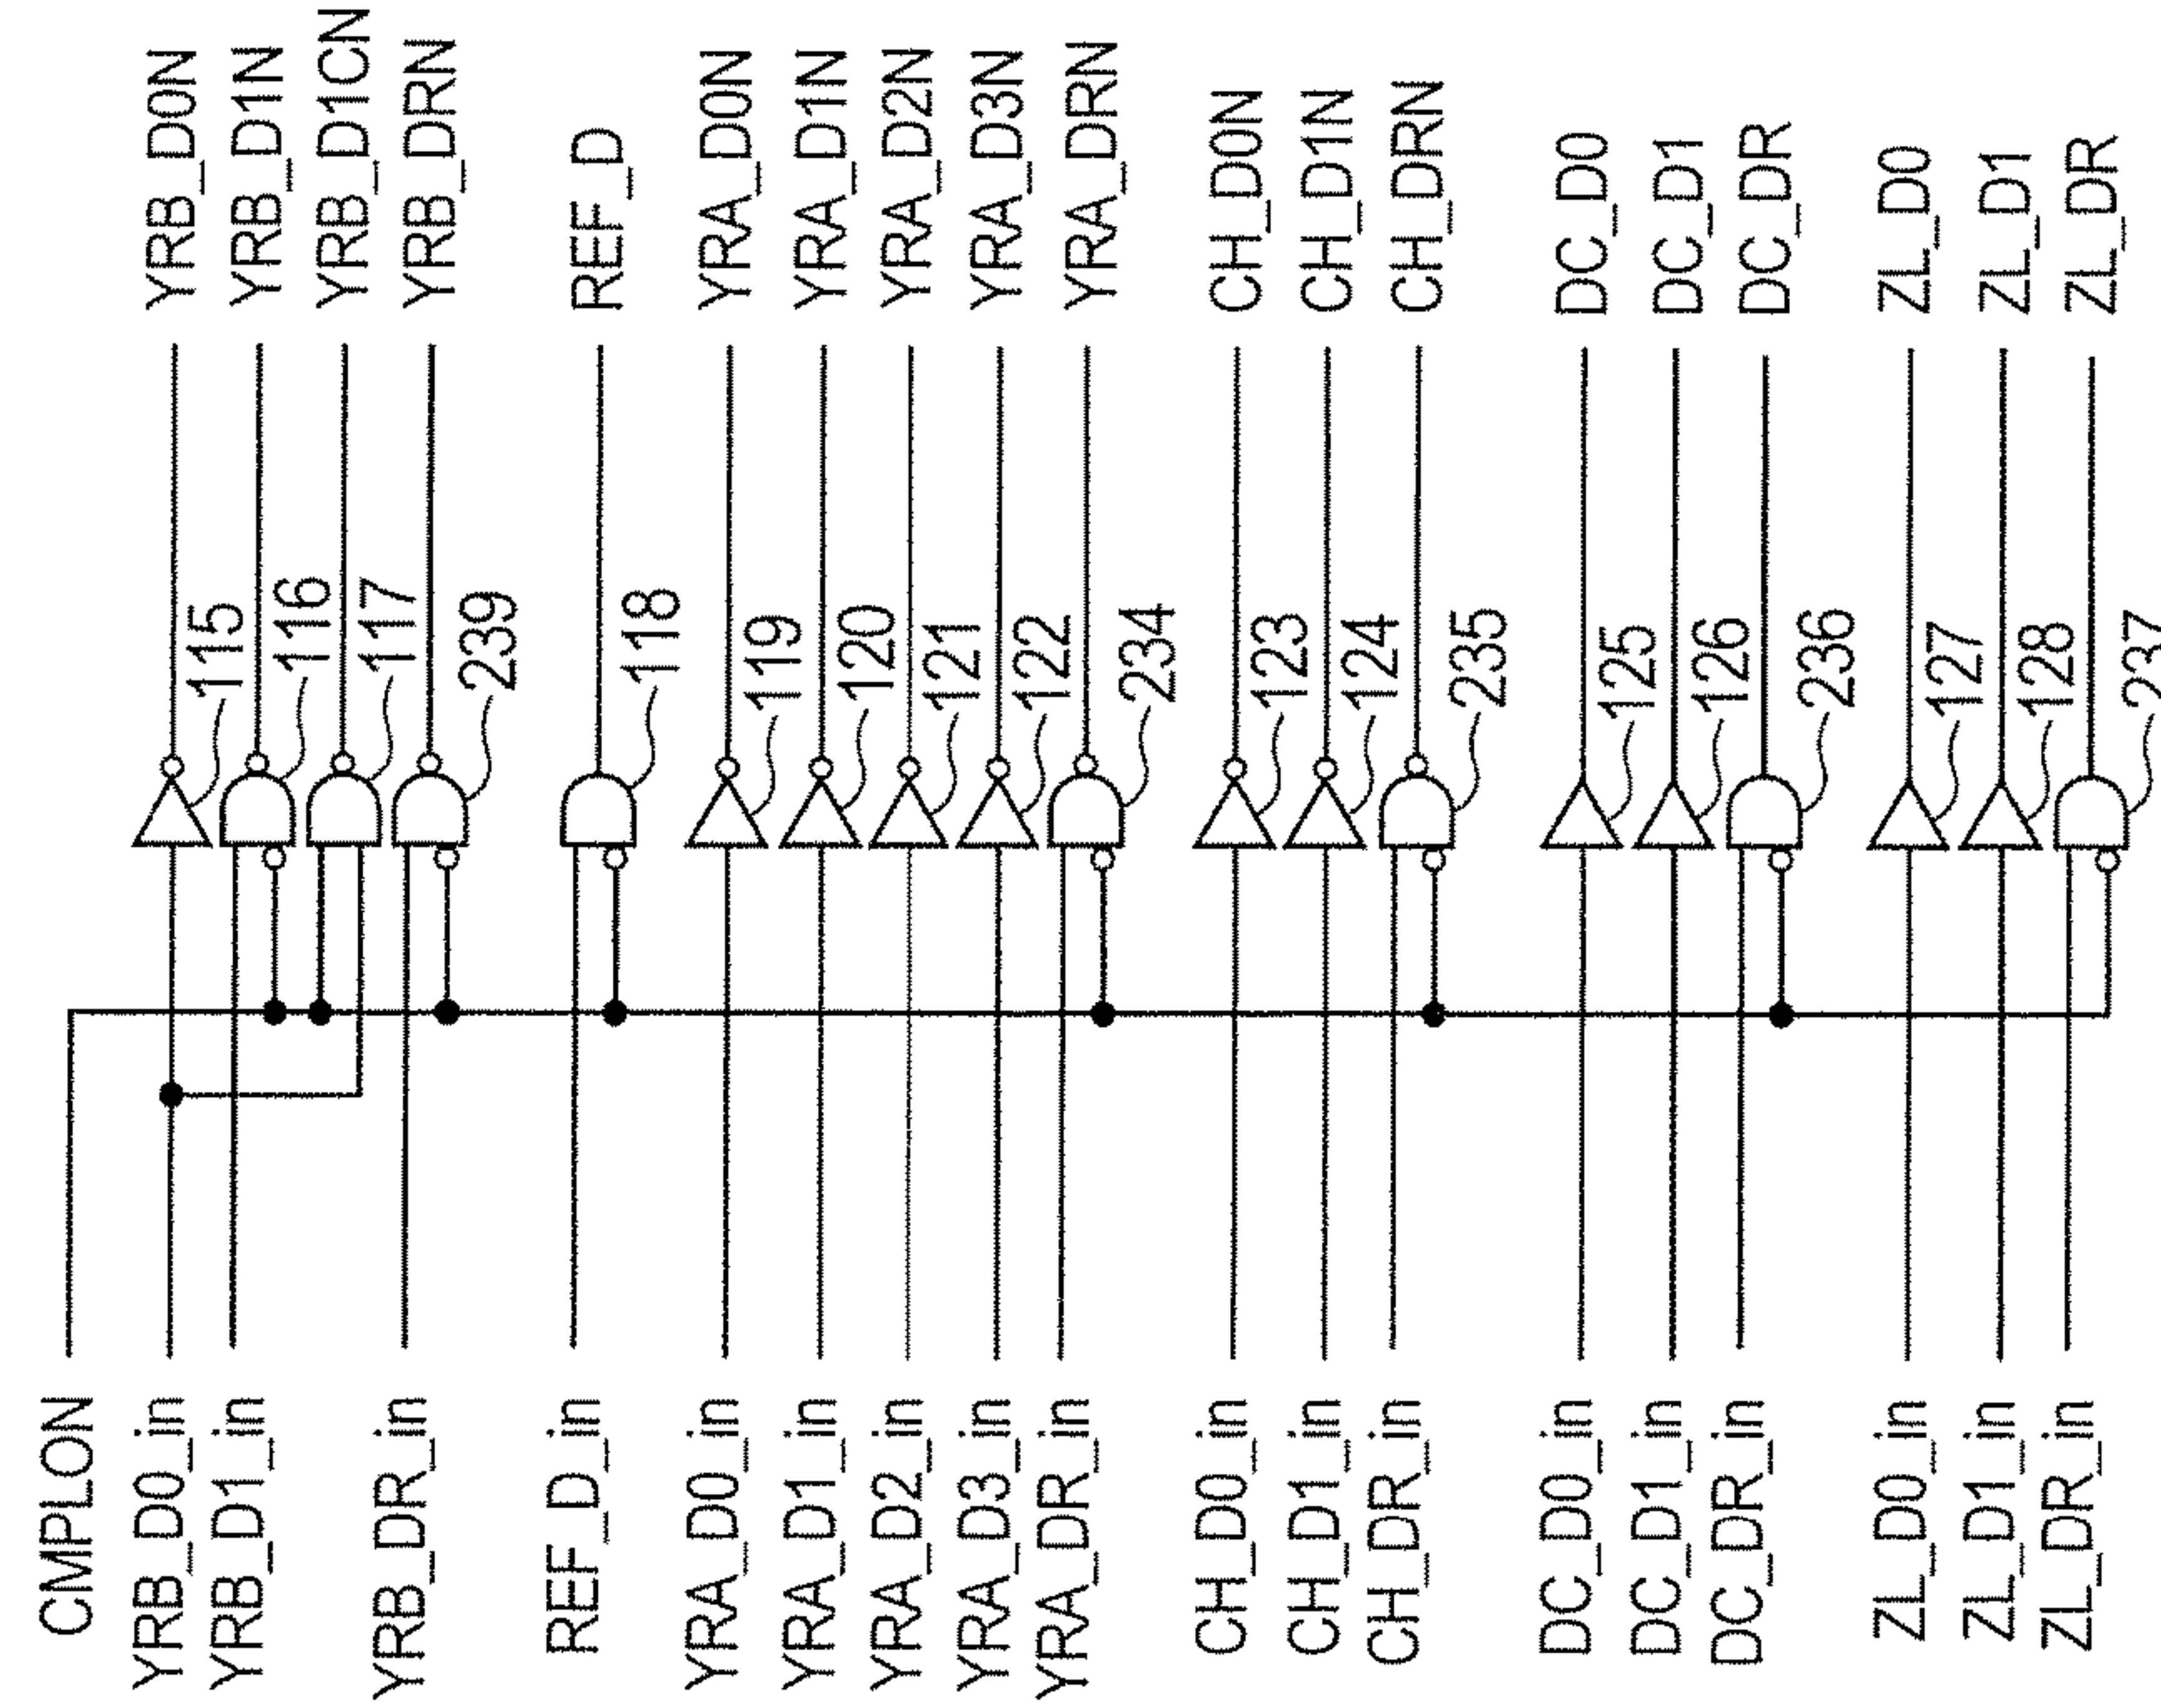 CMPLON
YRB_D0_in
YRB_D1_in
YRB_DR_in
REF_D_in
YRA_D0_in
YRA_D1_in
YRA_D2_in
YRA_D3_in
YRA_DR_in
CH_D0_in
CH_D1_in
CH_DR_in
DC_D0_in
DC_D1_in
DC_DR_in
ZL_D0_in
ZL_D1_in
ZL_DR_in
115
116
117
239
118
119
120
121
122
234
123
124
235
125
126
236
127
128
237
YRB_D0N
YRB_D1N
YRB_D1CN
YRB_DRN
REF_D
YRA_D0N
YRA_D1N
YRA_D2N
YRA_D3N
YRA_DRN
CH_D0N
CH_D1N
CH_DRN
DC_D0
DC_D1
DC_DR
ZL_D0
ZL_D1
ZL_DR